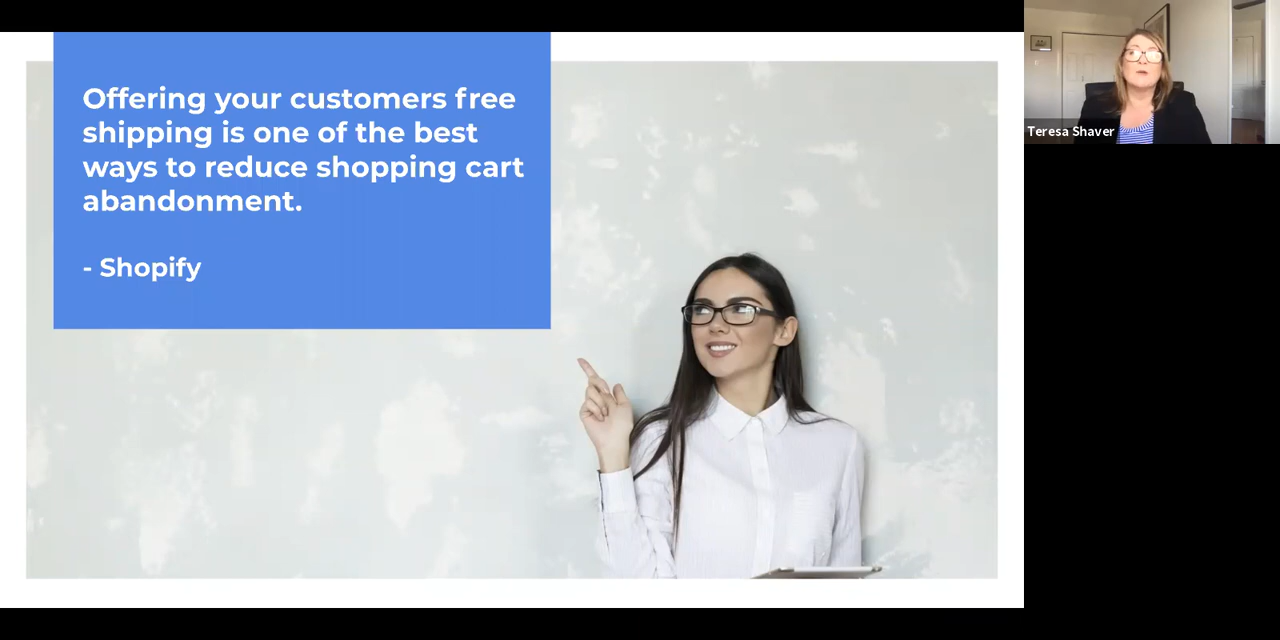 Offering your customers free
shipping is one of the best
ways to reduce shopping cart
abandonment.
- Shopify
Teresa Shaver